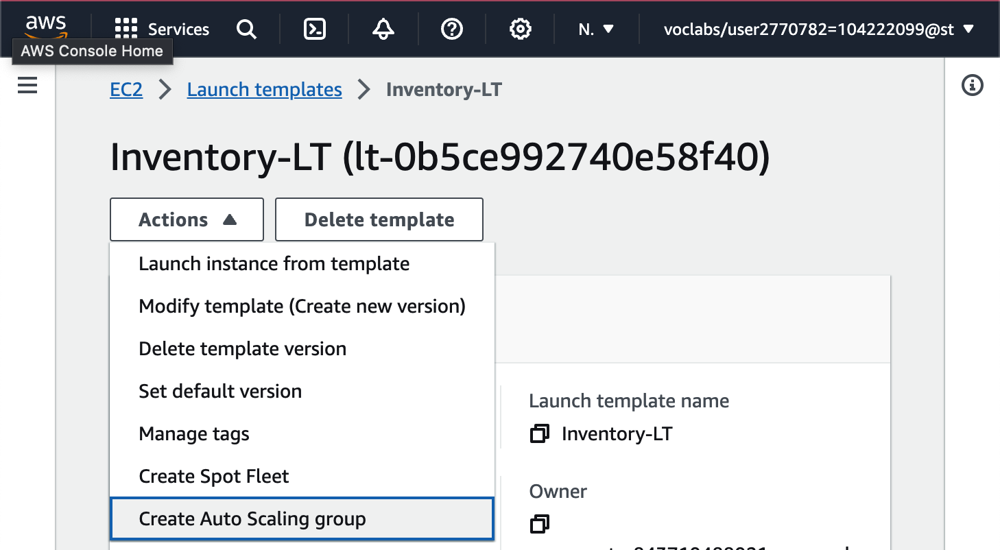 aws
Services
N.
voclabs/user2770782=104222099@st
AWS Console Home
EC2 Launch templates Inventory-LT
Inventory-LT (lt-0b5ce992740e58f40)
Actions Delete template
Launch instance from template
Modify template (Create new version)
Delete template version
Set default version
Manage tags
Create Spot Fleet
Create Auto Scaling group
Launch template name
Inventory-LT
Owner